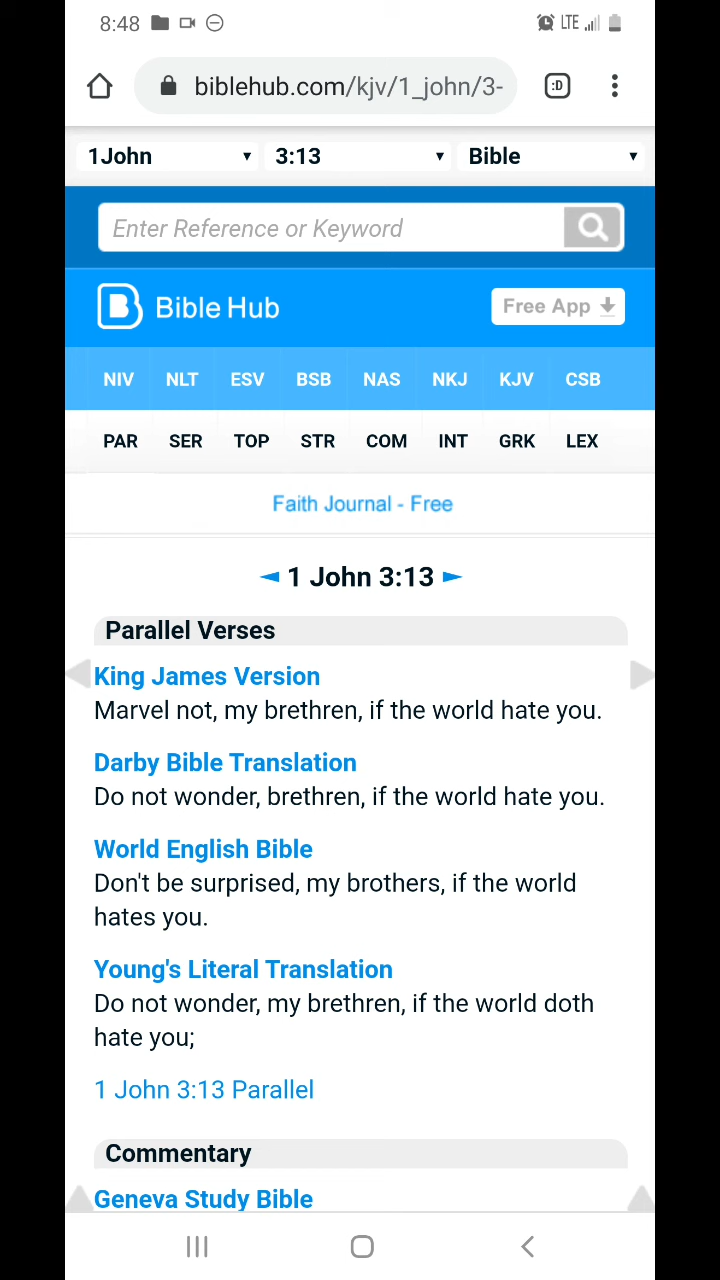 8:48 LTE
biblehub.com/kjv/1_john/3- :D
1John 3:13 Bible
Enter Reference or Keyword
B Bible Hub Free App
NIV NLT ESV BSB NAS NKJ KJV CSB
PAR SER TOP STR COM INT GRK LEX
Faith Journal - Free
1 John 3:13
Parallel Verses
King James Version
Marvel not, my brethren, if the world hate you.
Darby Bible Translation
Do not wonder, brethren, if the world hate you.
World English Bible
Don't be surprised, my brothers, if the world
hates you.
Young's Literal Translation
Do not wonder, my brethren, if the world doth
hate you;
1 John 3:13 Parallel
Commentary
Geneva Study Bible